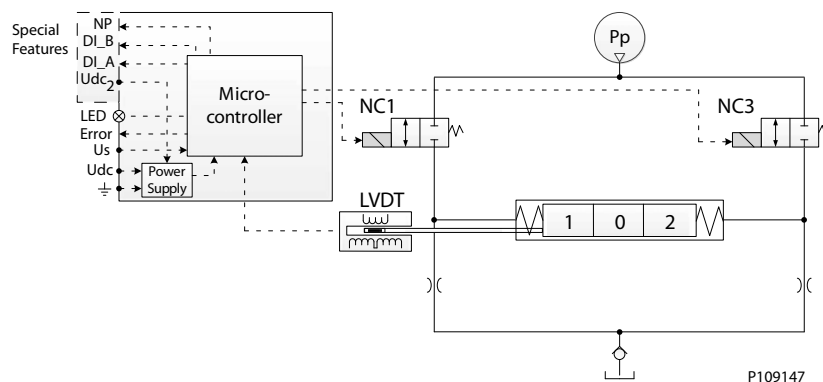 Special
Features
NP
DI_B
DI_A
Udc
2
LED
Error
Us
Udc
Micro-
controller
Power
Supply
Pp
NC1
NC3
LVDT
1 0 2
P109147